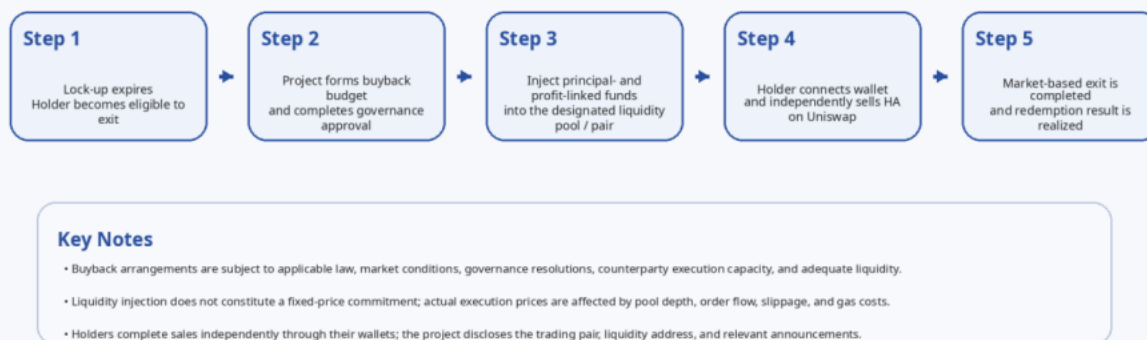 Step 1
Lock-up expires
Holder becomes eligible to
exit
Step 2
Project forms buyback
budget
and completes governance
approval
Step 3
Inject principal- and
profit-linked funds
into the designated liquidity
pool / pair
Step 4
Holder connects wallet
and independently sells HA
on Uniswap
Step 5
Market-based exit is
completed
and redemption result is
realized
Key Notes
• Buyback arrangements are subject to applicable law, market conditions, governance resolutions, counterparty execution capacity, and adequate liquidity.
• Liquidity injection does not constitute a fixed-price commitment; actual execution prices are affected by pool depth, order flow, slippage, and gas costs.
• Holders complete sales independently through their wallets; the project discloses the trading pair, liquidity address, and relevant announcements.